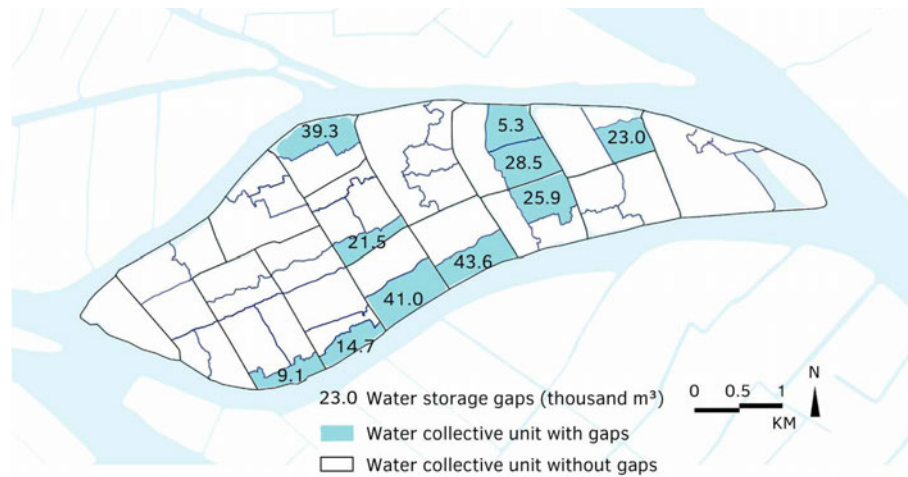 39.3
5.3
23.0
28.5
25.9
21.5
43.6
41.0
14.7
9.1
23.0 Water storage gaps (thousand m³)
Water collective unit with gaps
Water collective unit without gaps
0 0.5 1
KM
N